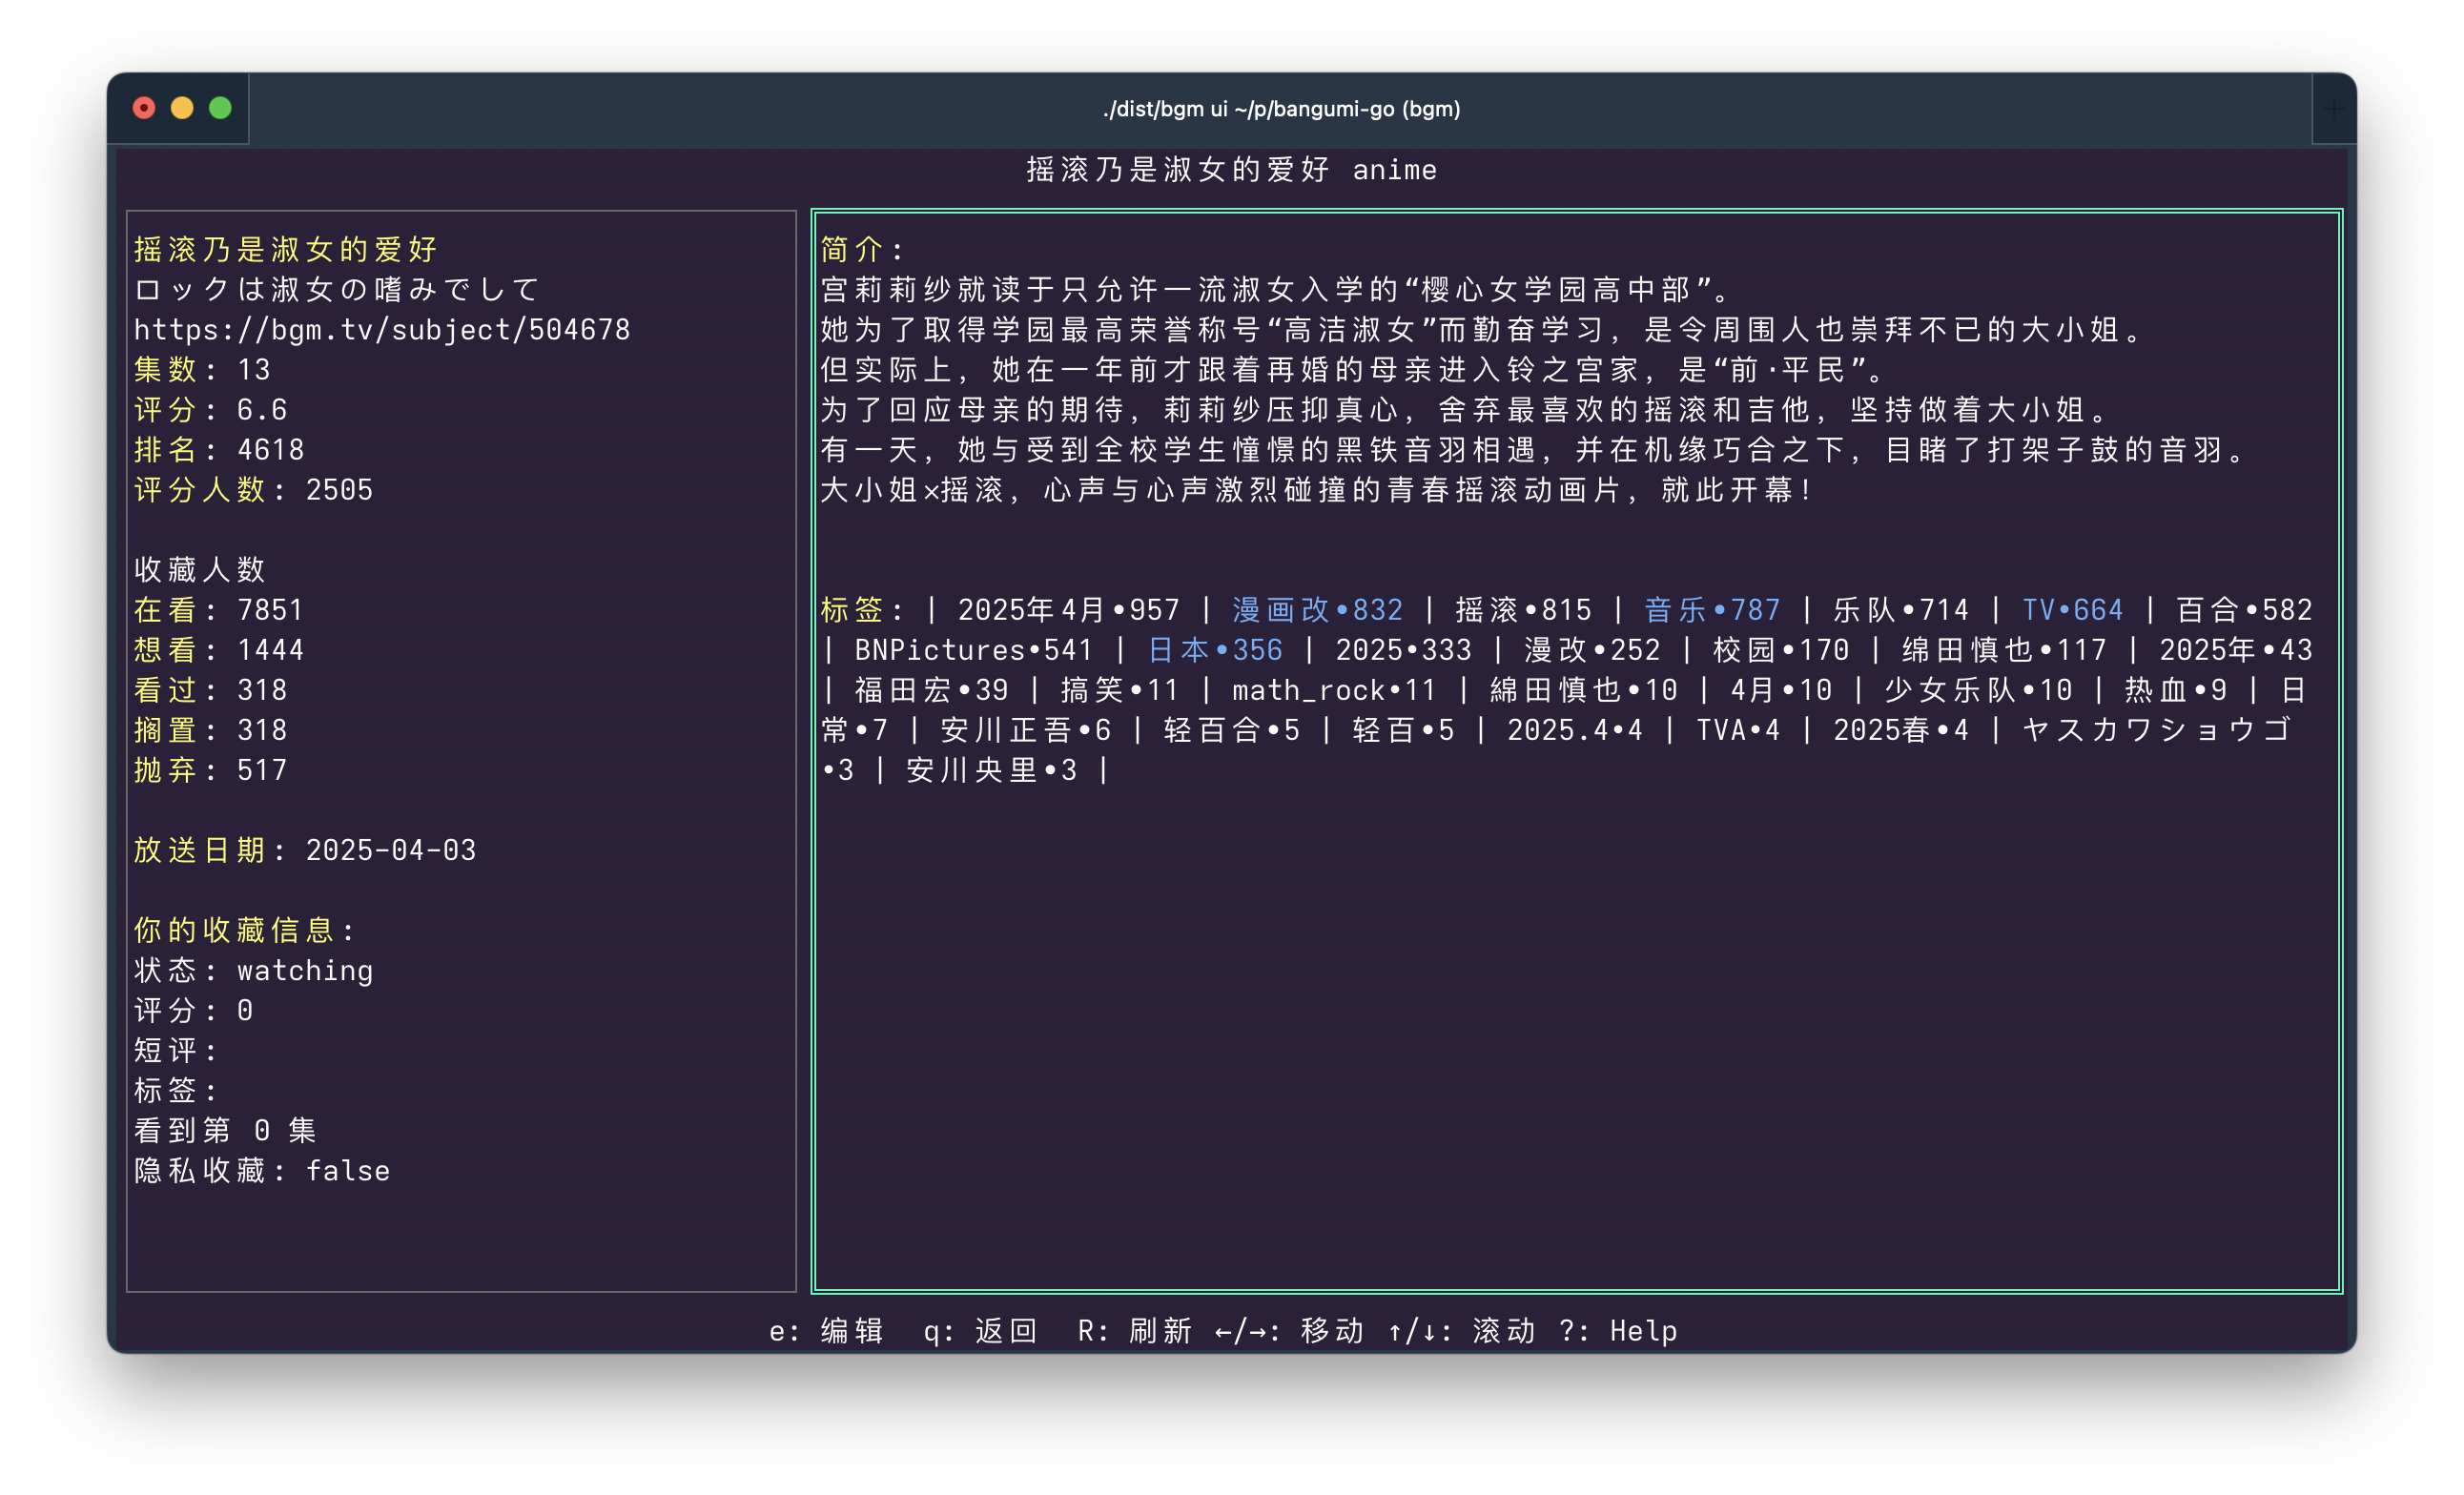 ./dist/bgm ui ~/p/bangumi-go (bgm)
摇滚乃是淑女的爱好 anime
摇滚乃是淑女的爱好
ロックは淑女の嗜みでして
https://bgm.tv/subject/504678
集数: 13
评分: 6.6
排名: 4618
评分人数: 2505
收藏人数
在看: 7851
想看: 1444
看过: 318
搁置: 318
抛弃: 517
放送日期: 2025-04-03
你的收藏信息:
状态: watching
评分: 0
短评:
标签:
看到第 0 集
隐私收藏: false
简介:
宫莉莉纱就读于只允许一流淑女入学的“樱心女学园高中部”。
她为了取得学园最高荣誉称号“高洁淑女”而勤奋学习，是令周围人也崇拜不已的大小姐。
但实际上，她在一年前才跟着再婚的母亲进入铃之宫家，是“前·平民”。
为了回应母亲的期待，莉莉纱压抑真心，舍弃最喜欢的摇滚和吉他，坚持做着大小姐。
有一天，她与受到全校学生憧憬的黑铁音羽相遇，并在机缘巧合之下，目睹了打架子鼓的音羽。
大小姐×摇滚，心声与心声激烈碰撞的青春摇滚动画片，就此开幕！
标签: | 2025年4月•957 | 漫画改•832 | 摇滚•815 | 音乐•787 | 乐队•714 | TV•664 | 百合•582
| BNPictures•541 | 日本•356 | 2025•333 | 漫改•252 | 校园•170 | 绵田慎也•117 | 2025年•43
| 福田宏•39 | 搞笑•11 | math_rock•11 | 綿田慎也•10 | 4月•10 | 少女乐队•10 | 热血•9 | 日
常•7 | 安川正吾•6 | 轻百合•5 | 轻百•5 | 2025.4•4 | TVA•4 | 2025春•4 | ヤスカワショウゴ
•3 | 安川央里•3 |
e: 编辑  q: 返回  R: 刷新 ←/→: 移动 ↑/↓: 滚动 ?: Help